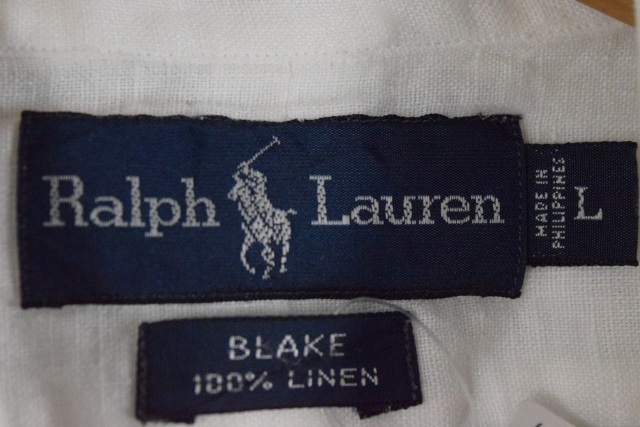 Ralph Lauren
MADE IN
PHILIPPINES
L
BLAKE
100% LINEN